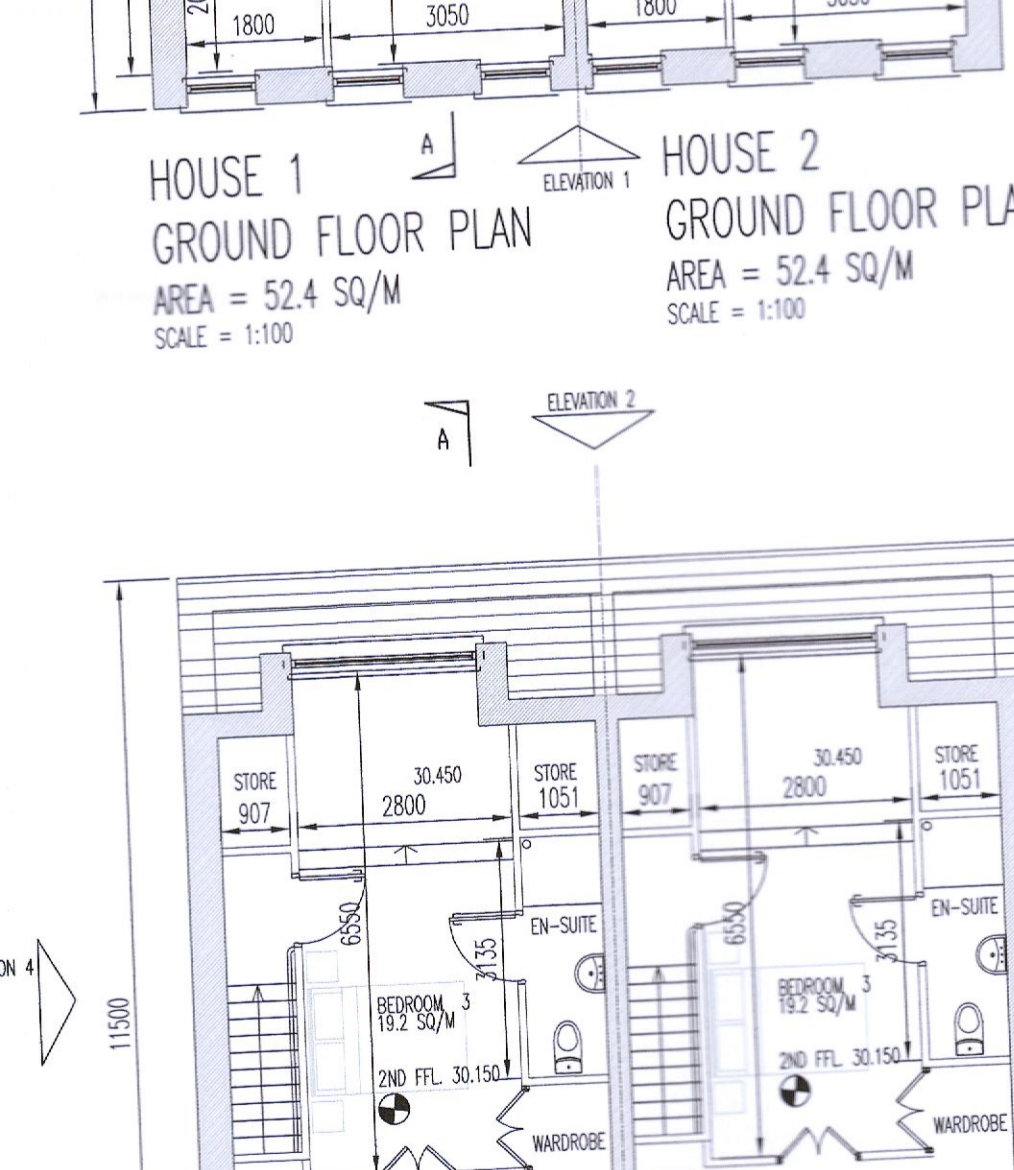 1800
3050
1800
A
ELEVATION 1
HOUSE 1
GROUND FLOOR PLAN
AREA = 52.4 SQ/M
SCALE = 1:100
HOUSE 2
GROUND FLOOR
AREA = 52.4 SQ/M
SCALE = 1:100
A
ELEVATION 2
STORE
907
30.450
2800
STORE
1051
STORE
907
30.450
2800
STORE
1051
6550
3135
EN-SUITE
6550
3135
EN-SUITE
4
11500
BEDROOM 3
19.2 SQ/M
2ND FFL. 30.150
WARDROBE
BEDROOM 3
19.2 SQ/M
2ND FFL. 30.150
WARDROBE